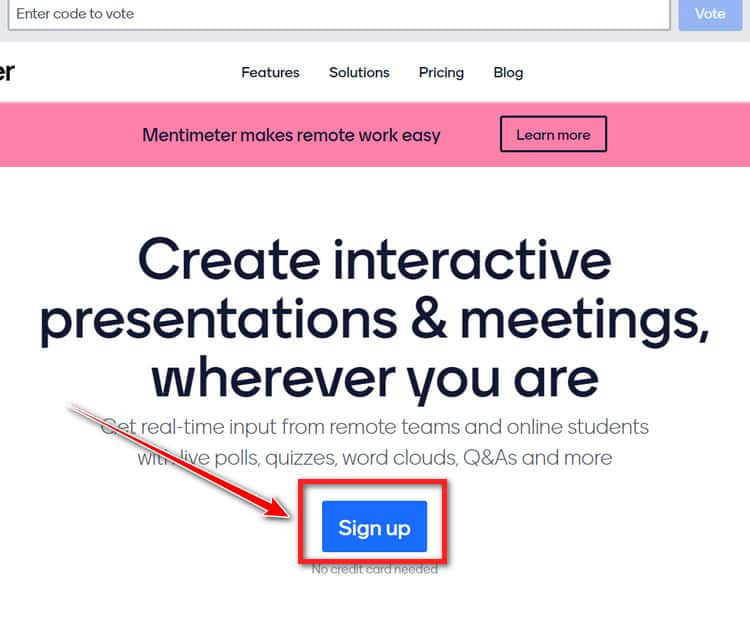 Enter code to vote
Vote
er
Features
Solutions
Pricing
Blog
Mentimeter makes remote work easy
Learn more
Create interactive
presentations & meetings,
wherever you are
Get real-time input from remote teams and online students
with live polls, quizzes, word clouds, Q&As and more
Sign up
No credit card needed